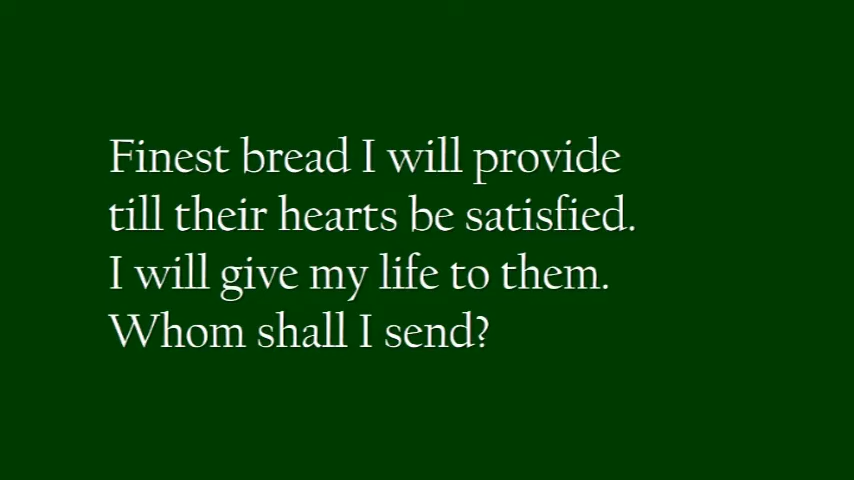 Finest bread I will provide
till their hearts be satisfied.
I will give my life to them.
Whom shall I send?